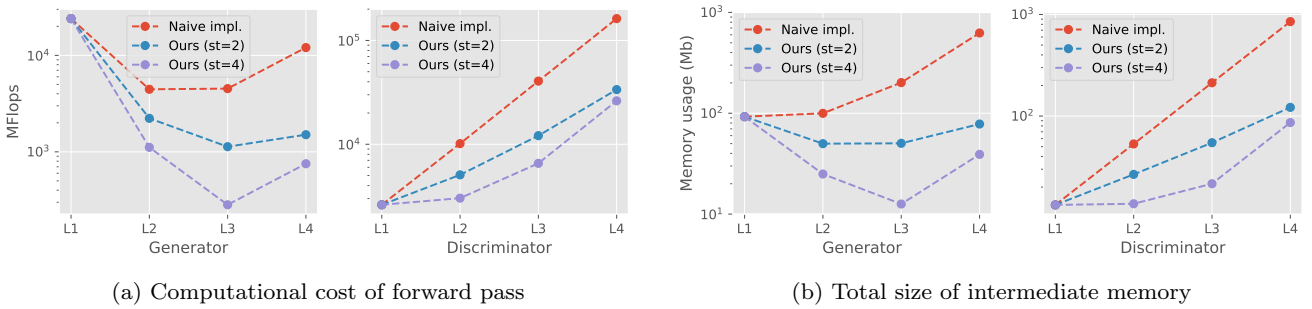 MFlops
10^4
10^3
Naive impl.
Ours (st=2)
Ours (st=4)
L1 L2 L3 L4
Generator
10^5
10^4
Naive impl.
Ours (st=2)
Ours (st=4)
L1 L2 L3 L4
Discriminator
(a) Computational cost of forward pass
Memory usage (Mb)
10^3
10^2
10^1
Naive impl.
Ours (st=2)
Ours (st=4)
L1 L2 L3 L4
Generator
10^3
10^2
Naive impl.
Ours (st=2)
Ours (st=4)
L1 L2 L3 L4
Discriminator
(b) Total size of intermediate memory